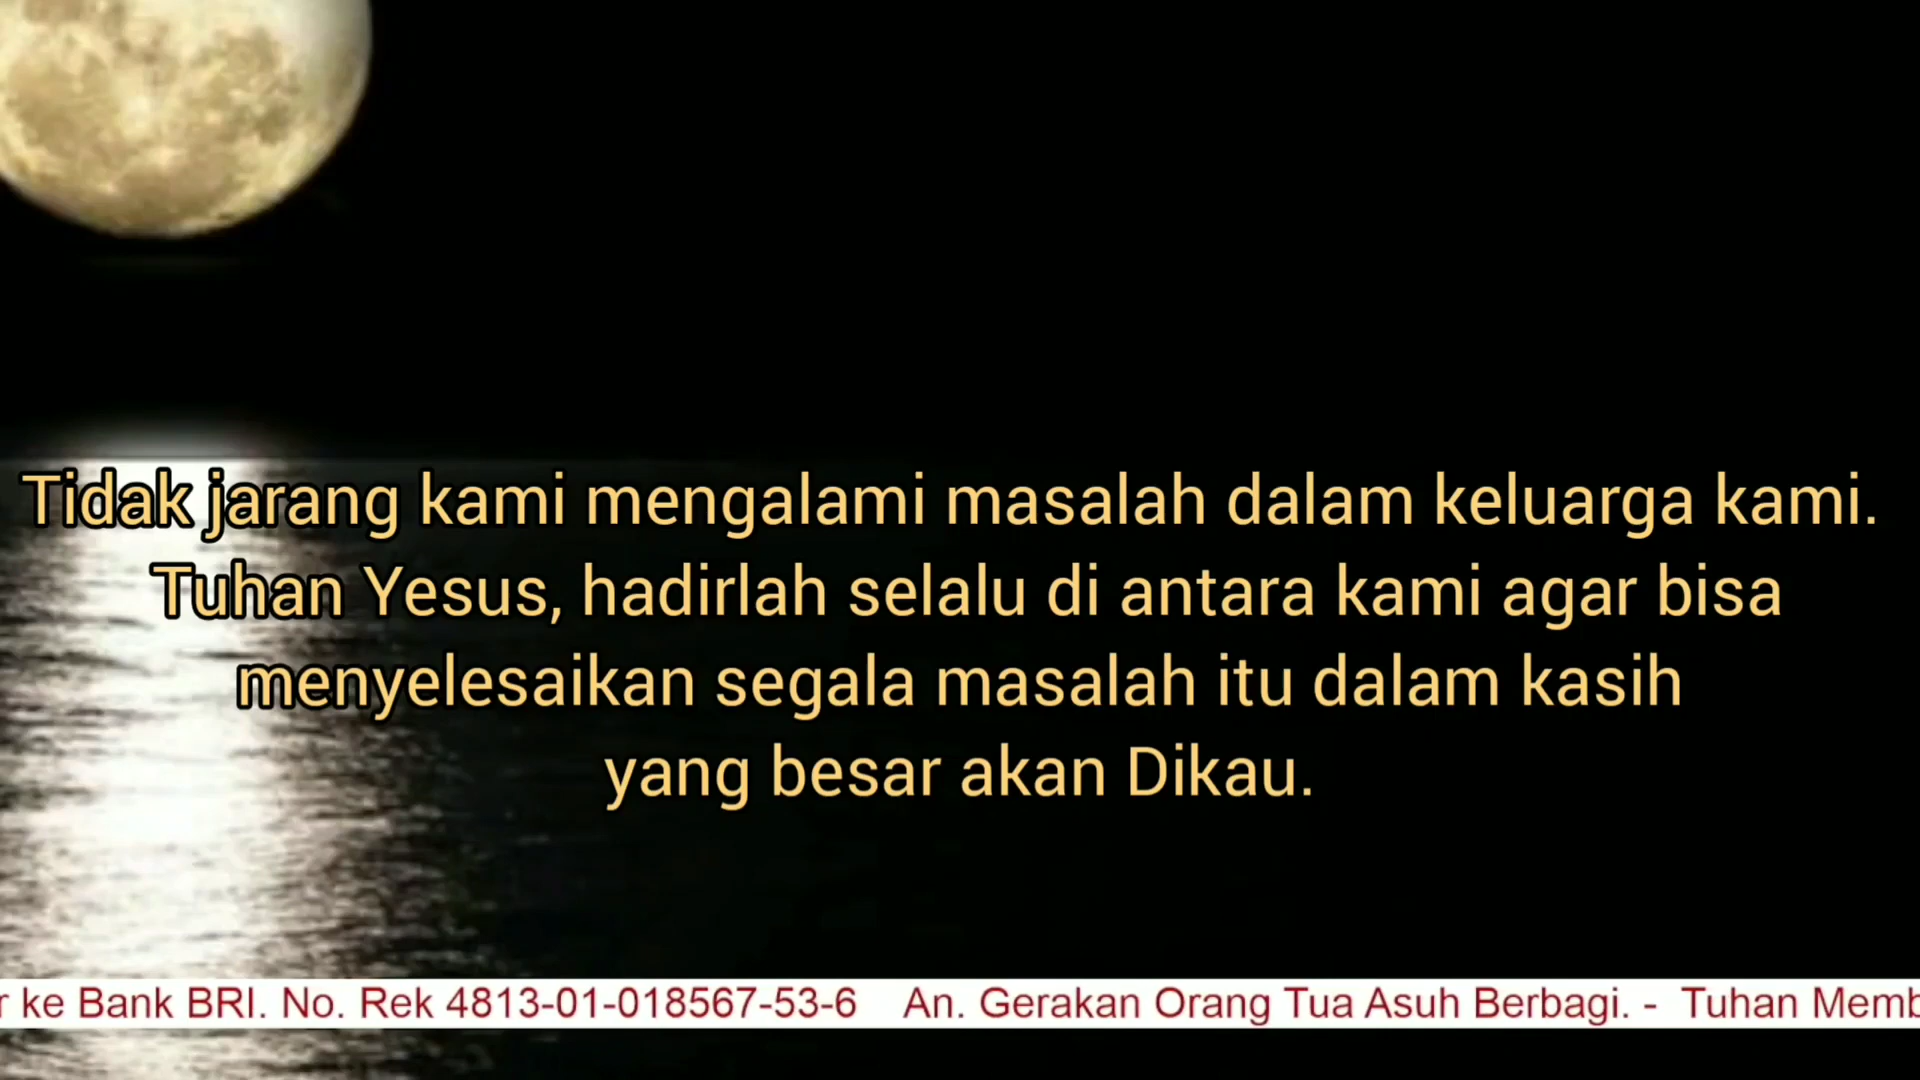 Tidak jarang kami mengalami masalah dalam keluarga kami.
Tuhan Yesus, hadirlah selalu di antara kami agar bisa
menyelesaikan segala masalah itu dalam kasih
yang besar akan Dikau.
r ke Bank BRI. No. Rek 4813-01-018567-53-6 An. Gerakan Orang Tua Asuh Berbagi. - Tuhan Memb